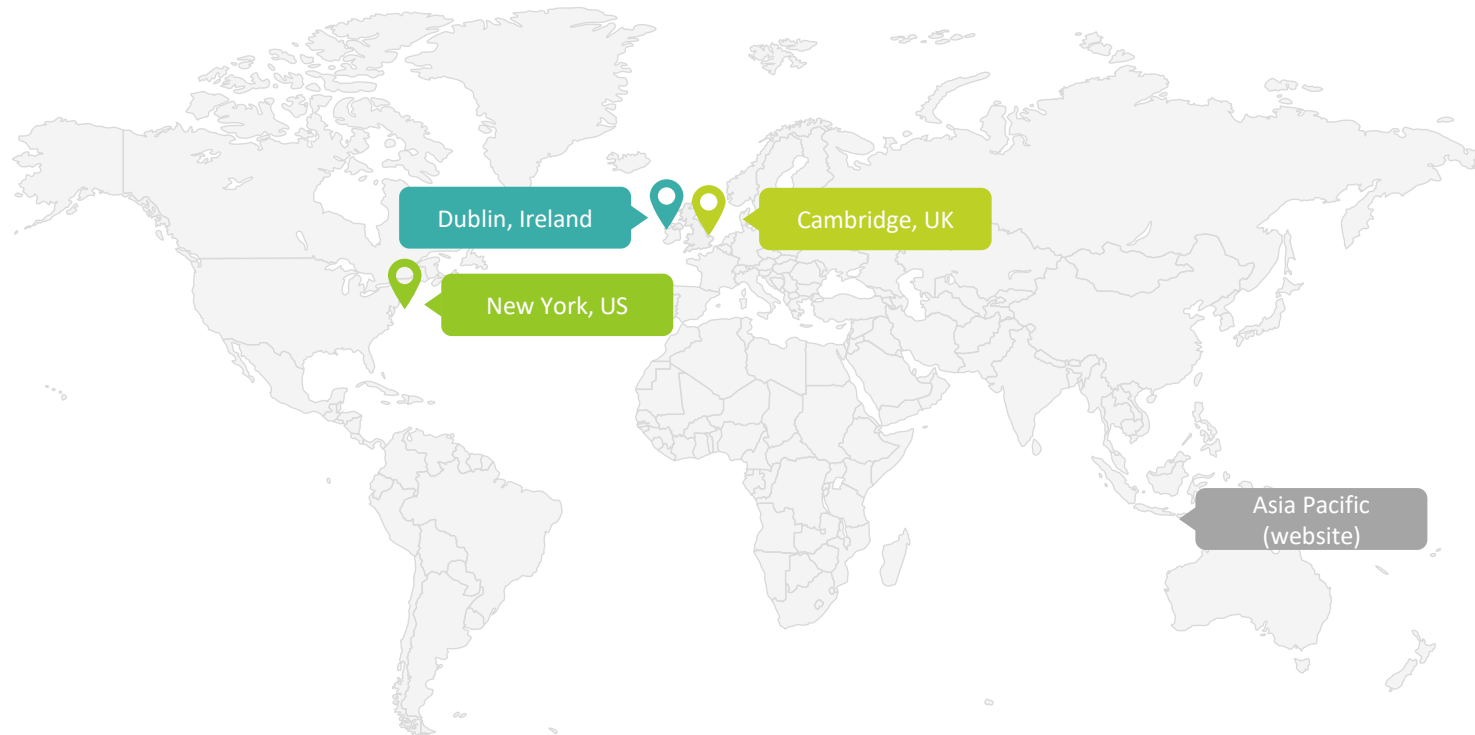 Dublin, Ireland
Cambridge, UK
New York, US
Asia Pacific
(website)